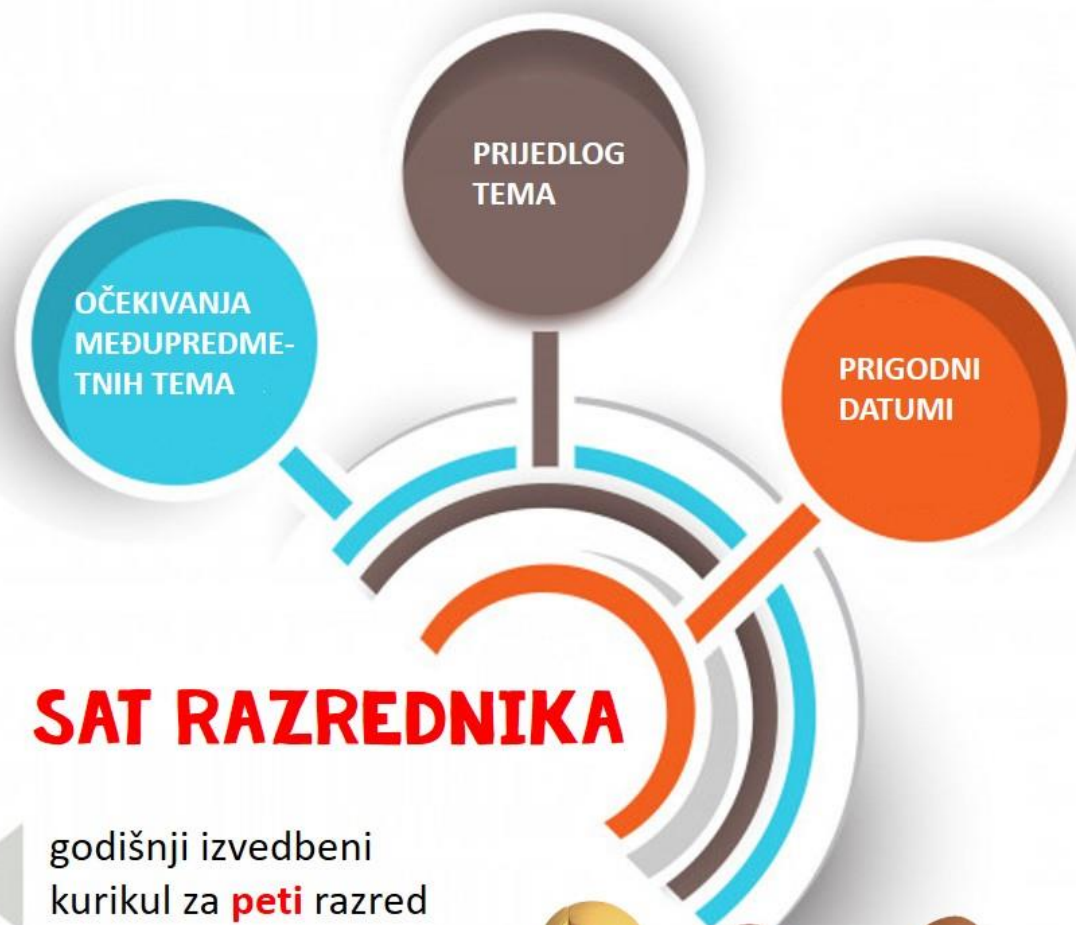 PRIJEDLOG
TEMA
OČEKIVANJA
MEĐUPREDME-
TNIH TEMA
PRIGODNI
DATUMI
SAT RAZREDNIKA
godišnji izvedbeni
kurikul za peti razred